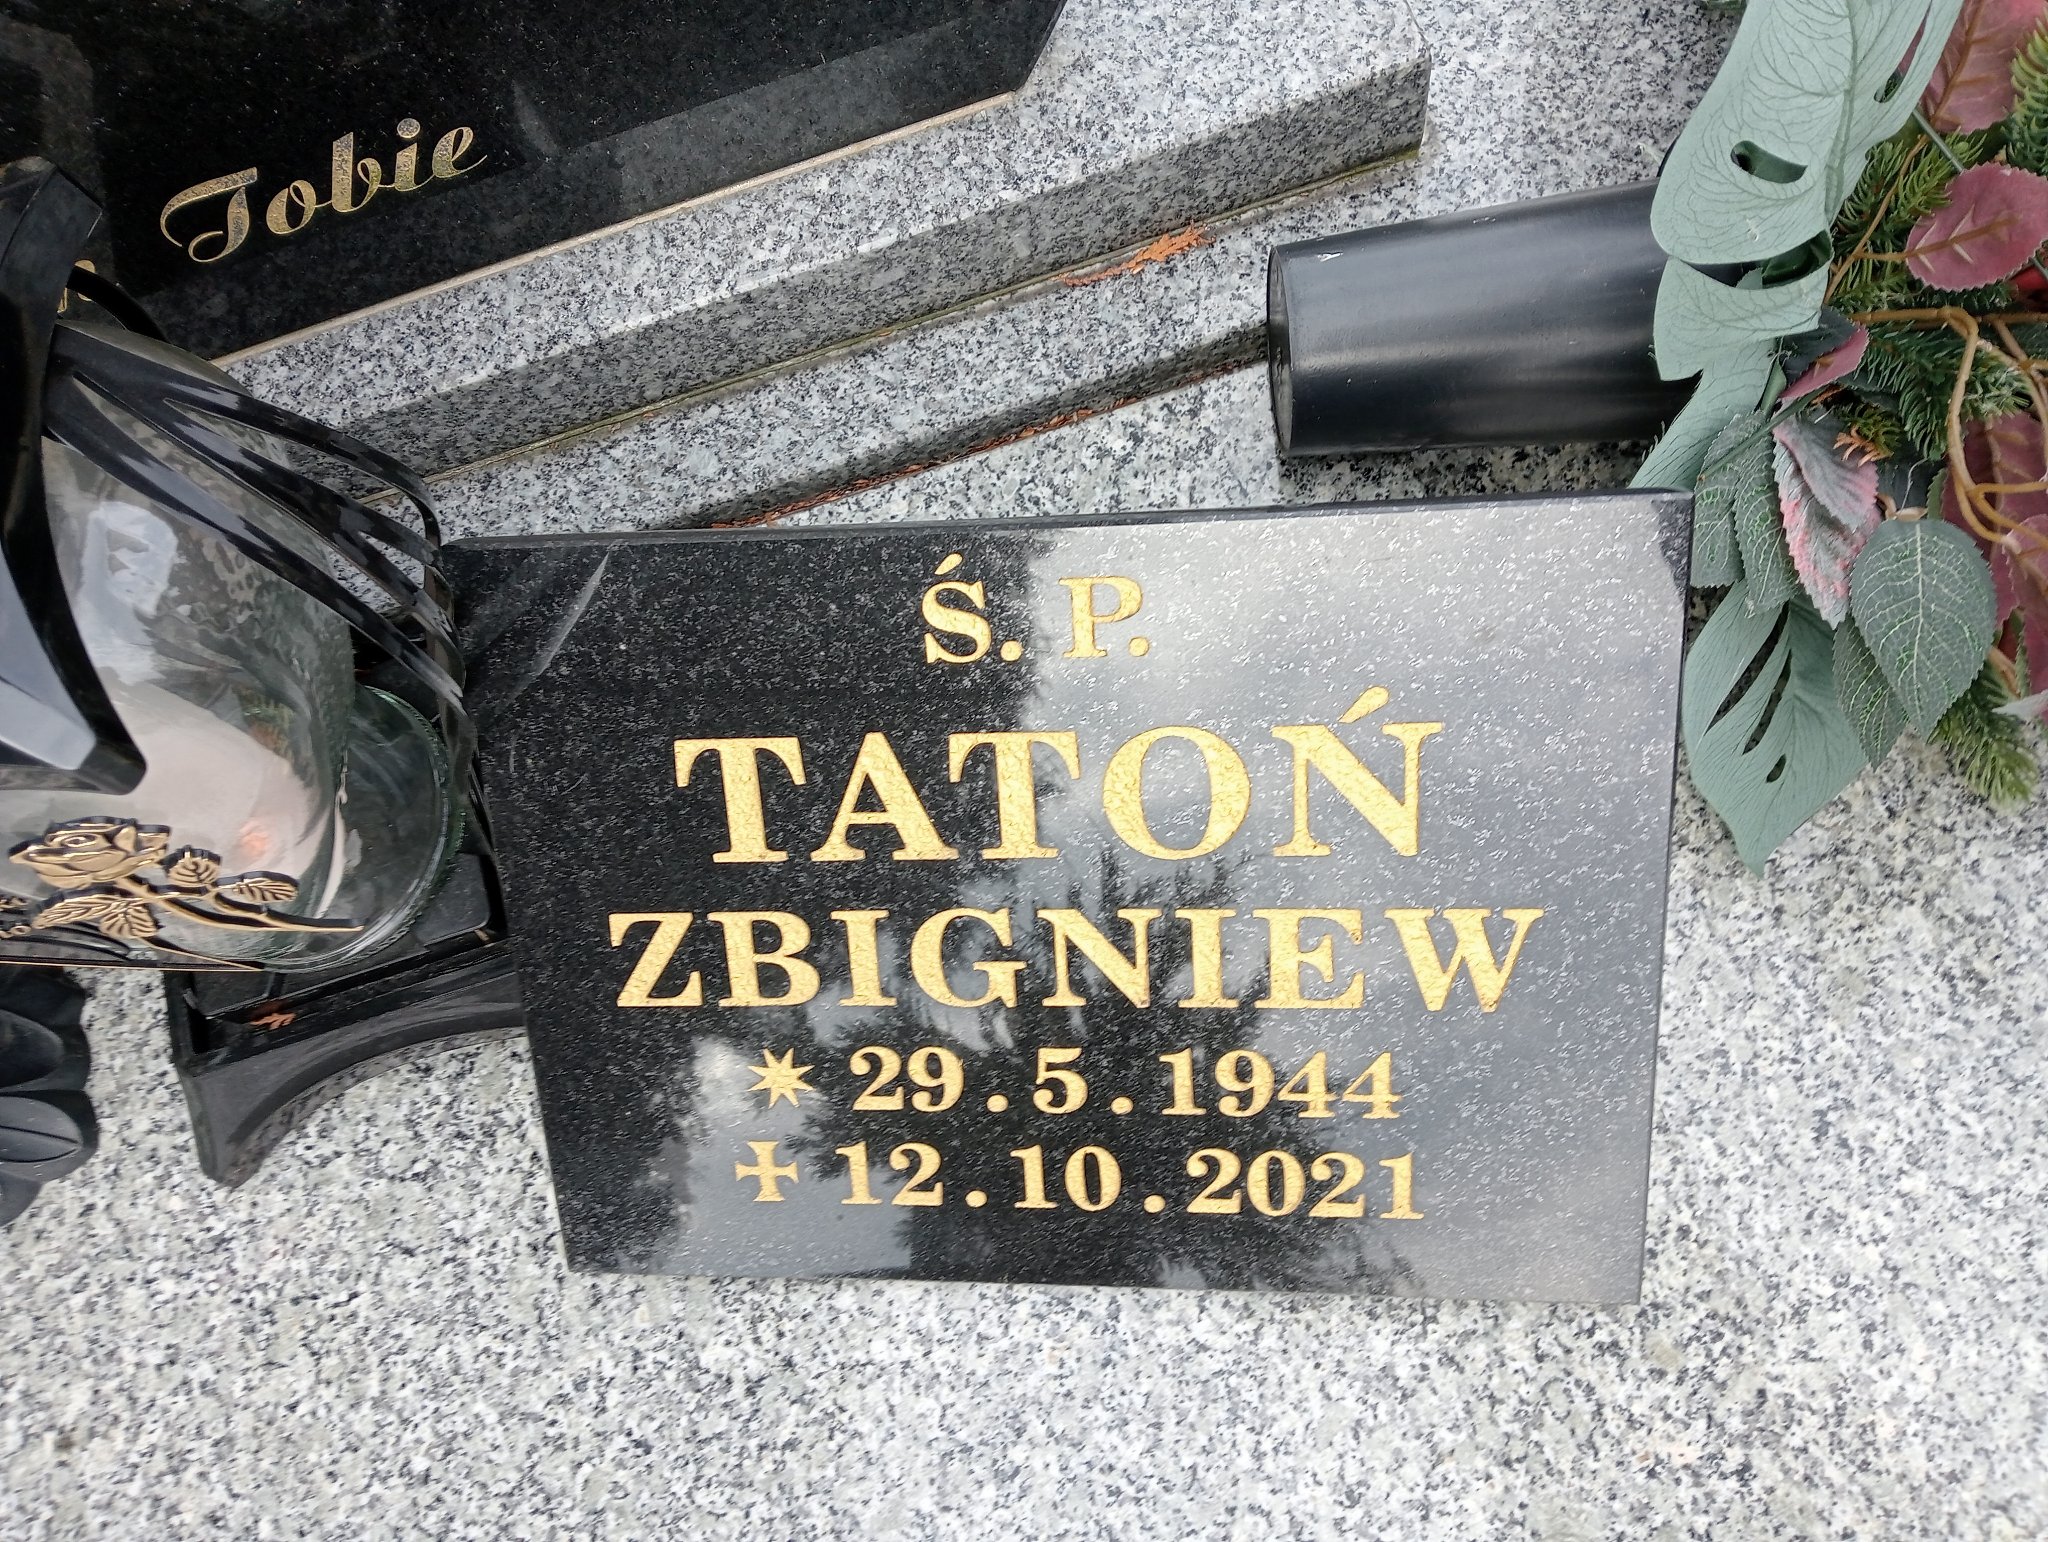 Tobie
Ś. P.
TATOŃ
ZBIGNIEW
* 29.5.1944
✝ 12.10.2021